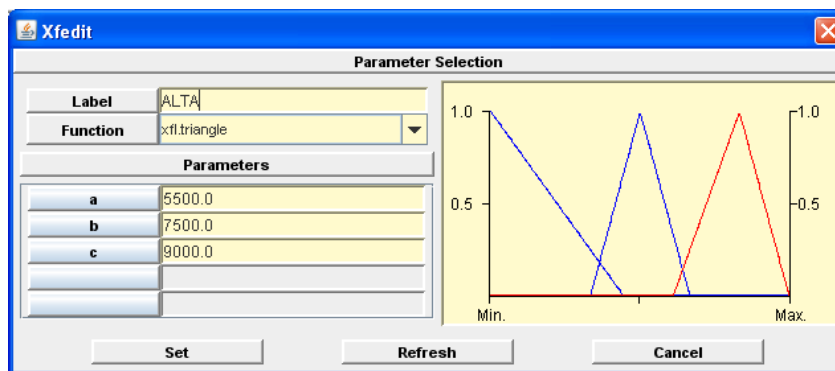 Xfedit
Parameter Selection
Label ALTA
Function xfl.triangle
Parameters
a 5500.0
b 7500.0
c 9000.0
1.0 1.0
0.5 0.5
Min. Max.
Set Refresh Cancel